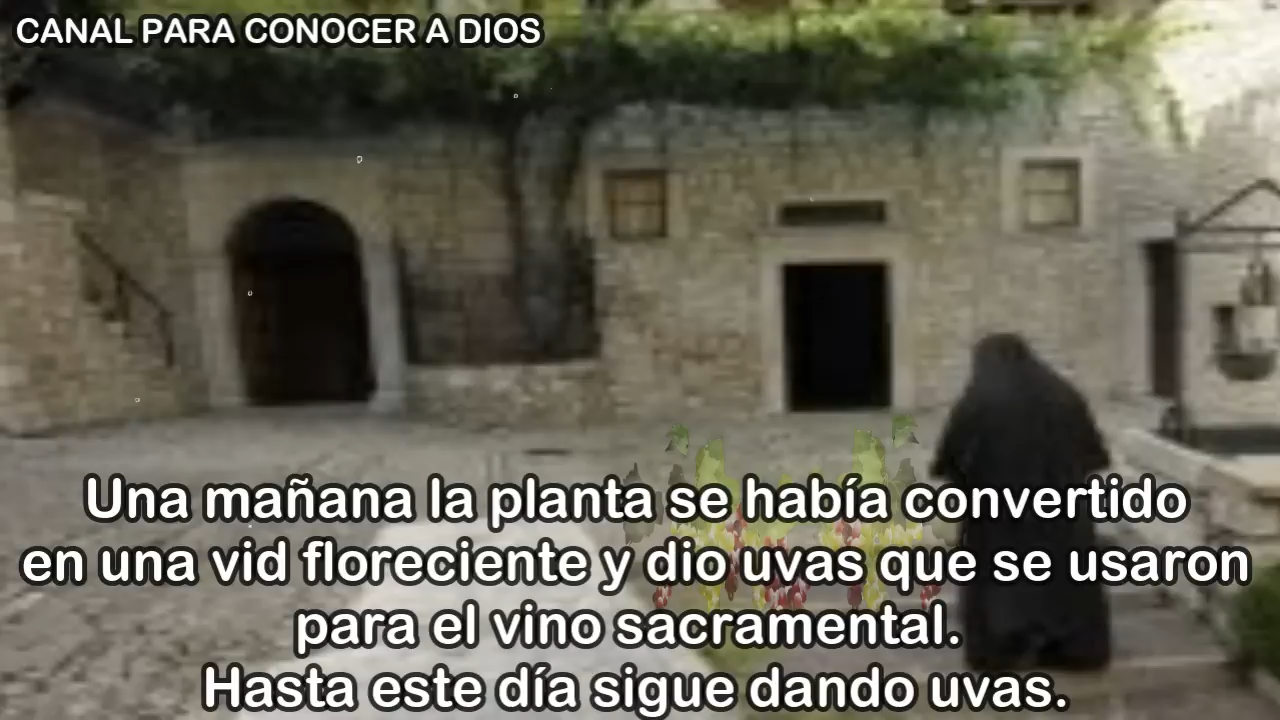 CANAL PARA CONOCER A DIOS
Una mañana la planta se había convertido
en una vid floreciente y dio uvas que se usaron
para el vino sacramental.
Hasta este día sigue dando uvas.